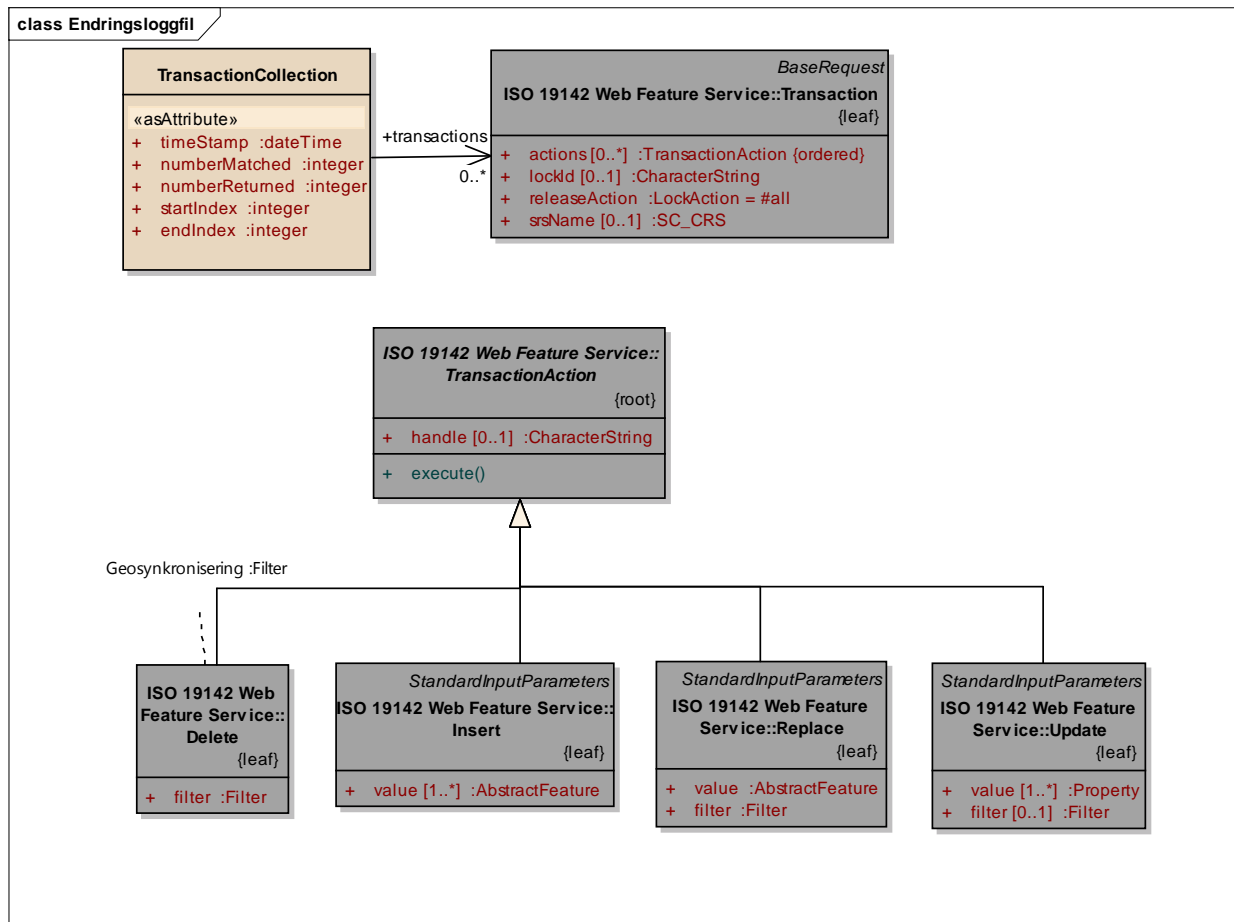 class Endringsloggfil
TransactionCollection
«asAttribute»
+ timeStamp :dateTime
+ numberMatched :integer
+ numberReturned :integer
+ startIndex :integer
+ endIndex :integer
+transactions
0..*
BaseRequest
ISO 19142 Web Feature Service::Transaction
{leaf}
+ actions [0..*] :TransactionAction {ordered}
+ lockId [0..1] :CharacterString
+ releaseAction :LockAction = #all
+ srsName [0..1] :SC_CRS
ISO 19142 Web Feature Service::
TransactionAction
{root}
+ handle [0..1] :CharacterString
+ execute()
Geosynkronisering :Filter
ISO 19142 Web
Feature Service::
Delete
{leaf}
+ filter :Filter
StandardInputParameters
ISO 19142 Web Feature Service::
Insert
{leaf}
+ value [1..*] :AbstractFeature
StandardInputParameters
ISO 19142 Web Feature
Service::Replace
{leaf}
+ value :AbstractFeature
+ filter :Filter
StandardInputParameters
ISO 19142 Web Feature
Service::Update
{leaf}
+ value [1..*] :Property
+ filter [0..1] :Filter